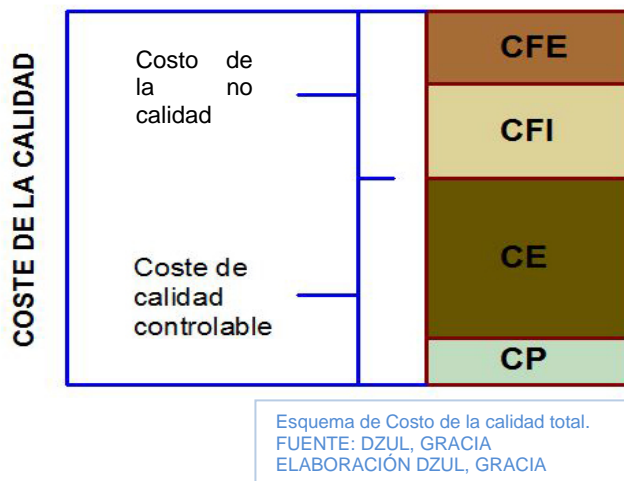 COSTE DE LA CALIDAD
Costo de
la no
calidad
Coste de
calidad
controlable
CFE
CFI
CE
CP
Esquema de Costo de la calidad total.
FUENTE: DZUL, GRACIA
ELABORACIÓN DZUL, GRACIA